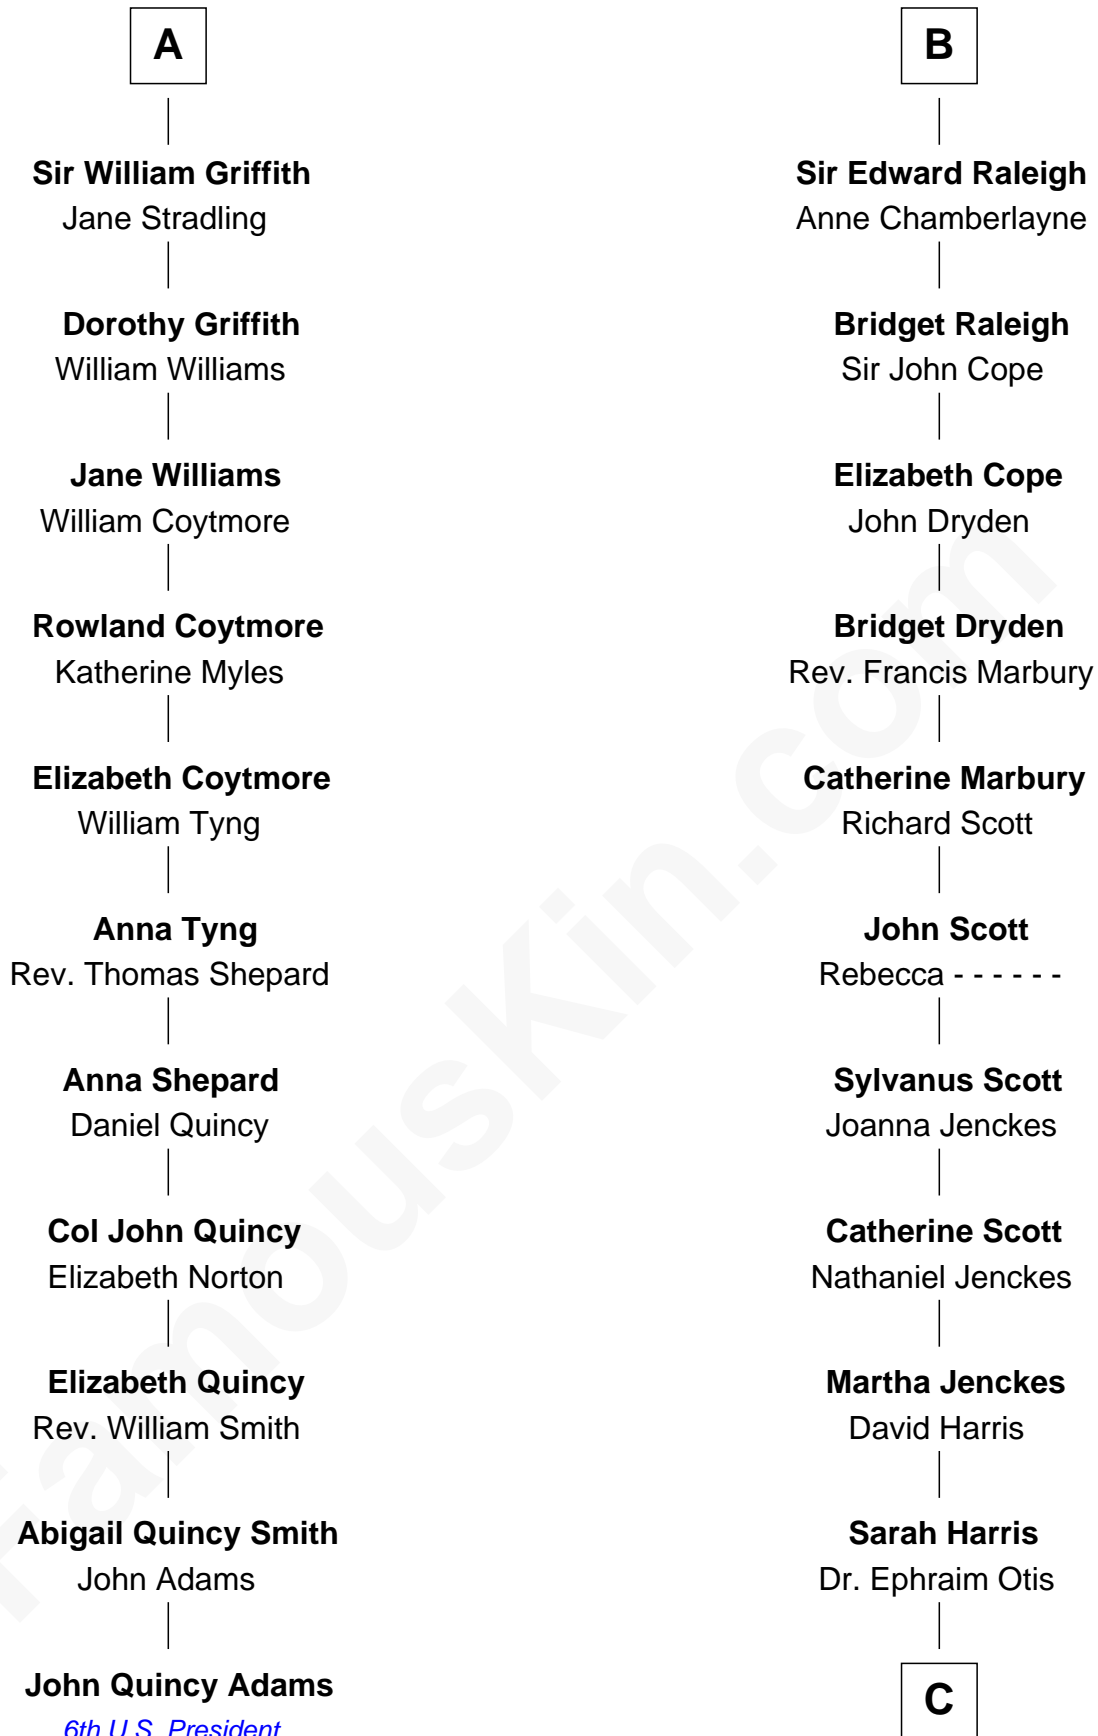 A
Sir William Griffith
Jane Stradling
Dorothy Griffith
William Williams
Jane Williams
William Coytmore
Rowland Coytmore
Katherine Myles
Elizabeth Coytmore
William Tyng
Anna Tyng
Rev. Thomas Shepard
Anna Shepard
Daniel Quincy
Col John Quincy
Elizabeth Norton
Elizabeth Quincy
Rev. William Smith
Abigail Quincy Smith
John Adams
John Quincy Adams
6th U.S. President
B
Sir Edward Raleigh
Anne Chamberlayne
Bridget Raleigh
Sir John Cope
Elizabeth Cope
John Dryden
Bridget Dryden
Rev. Francis Marbury
Catherine Marbury
Richard Scott
John Scott
Rebecca - - - - - -
Sylvanus Scott
Joanna Jenckes
Catherine Scott
Nathaniel Jenckes
Martha Jenckes
David Harris
Sarah Harris
Dr. Ephraim Otis
C
FamousKin.com